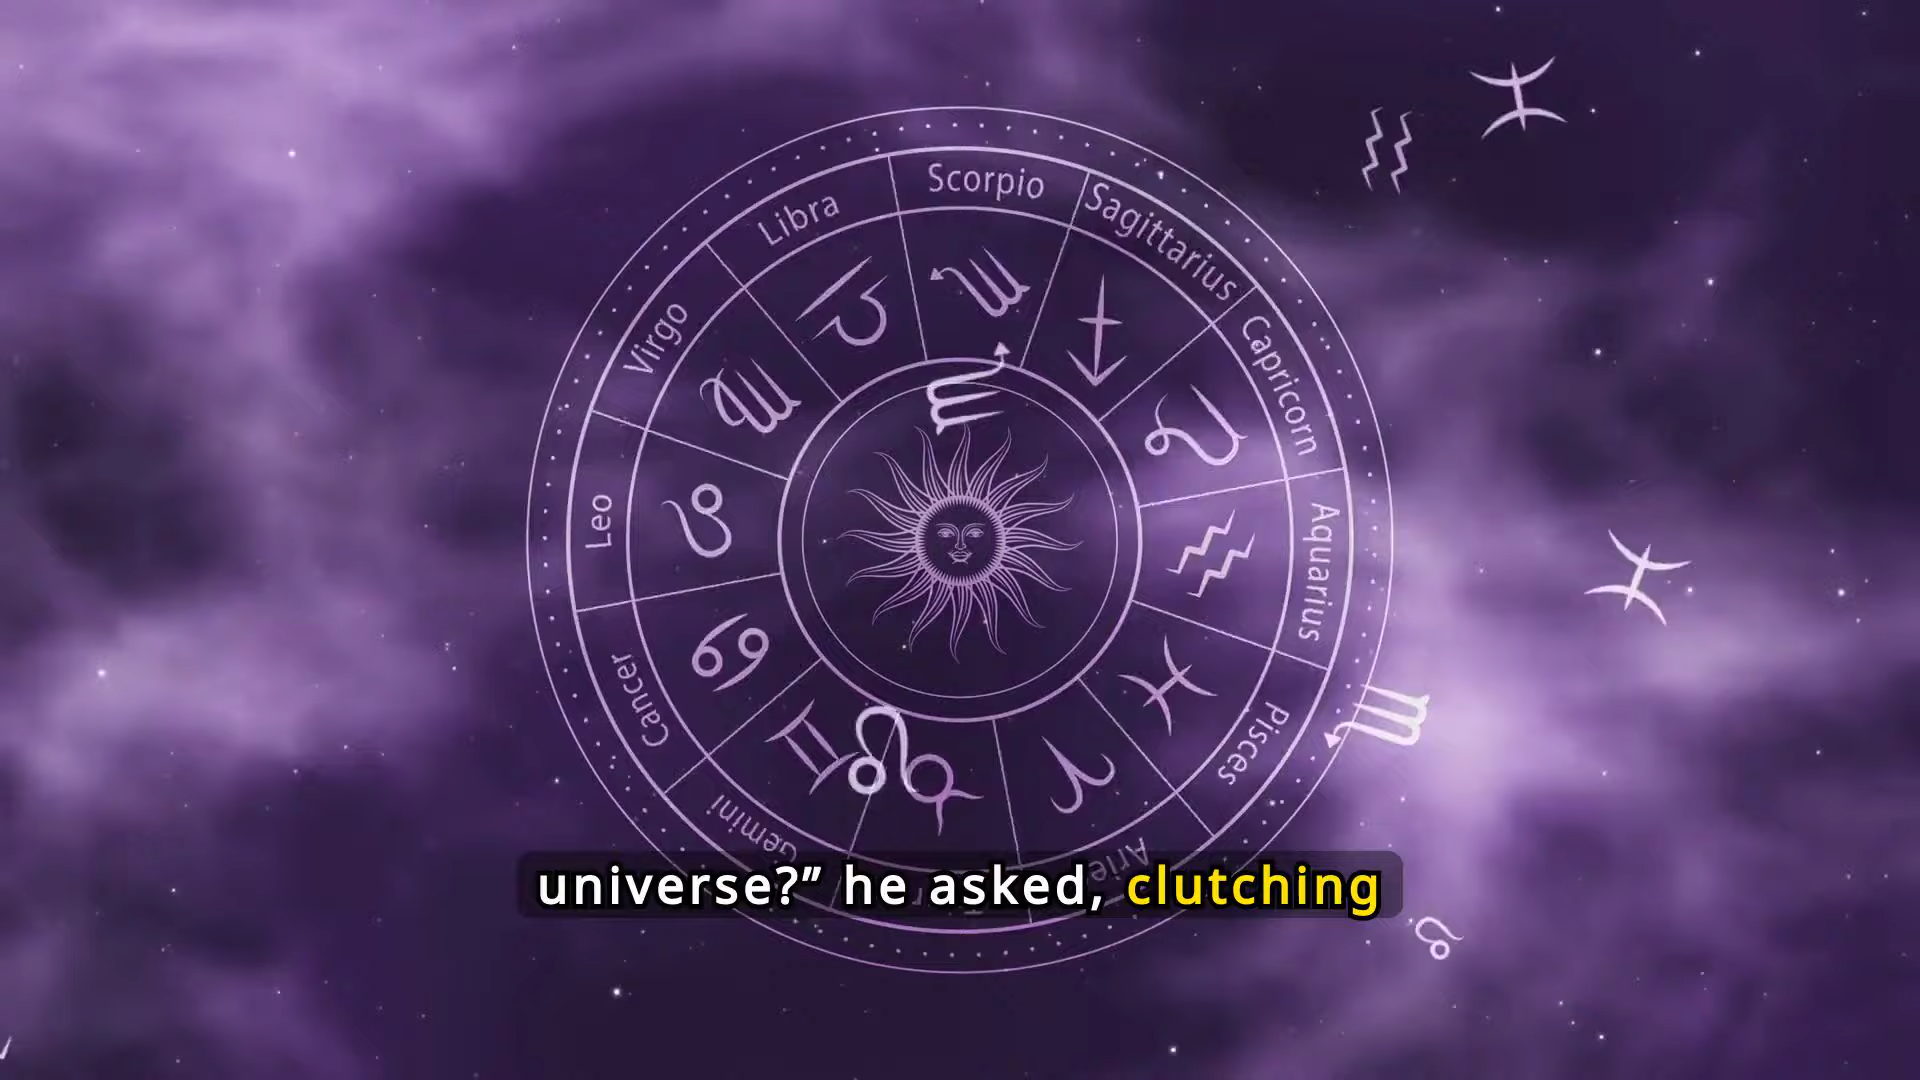 Scorpio
Libra
Sagittarius
Virgo
Capricorn
Leo
Aquarius
Cancer
Pisces
Gemini
universe?” he asked, clutching